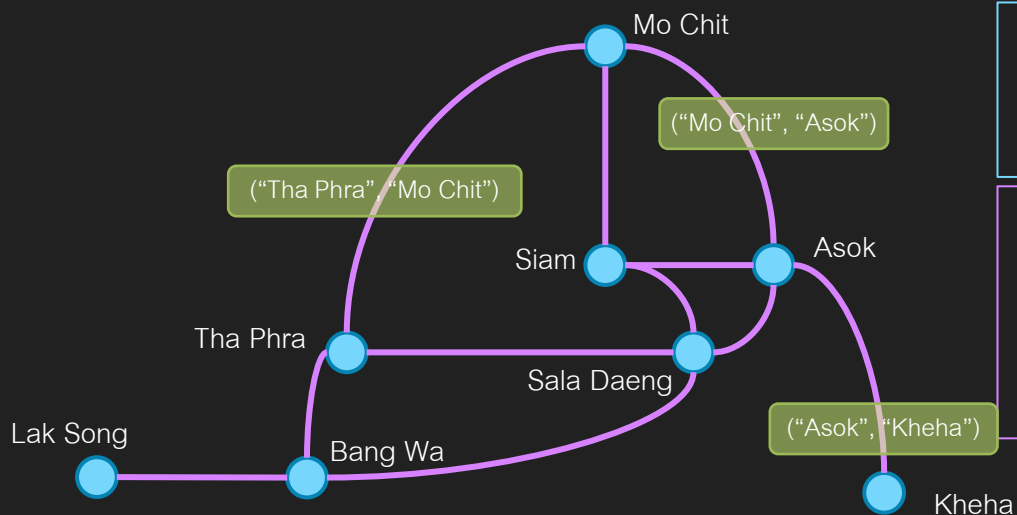 Mo Chit
(“Mo Chit”, “Asok”)
(“Tha Phra”, “Mo Chit”)
Siam
Asok
Tha Phra
Sala Daeng
(“Asok”, “Kheha”)
Lak Song
Bang Wa
Kheha